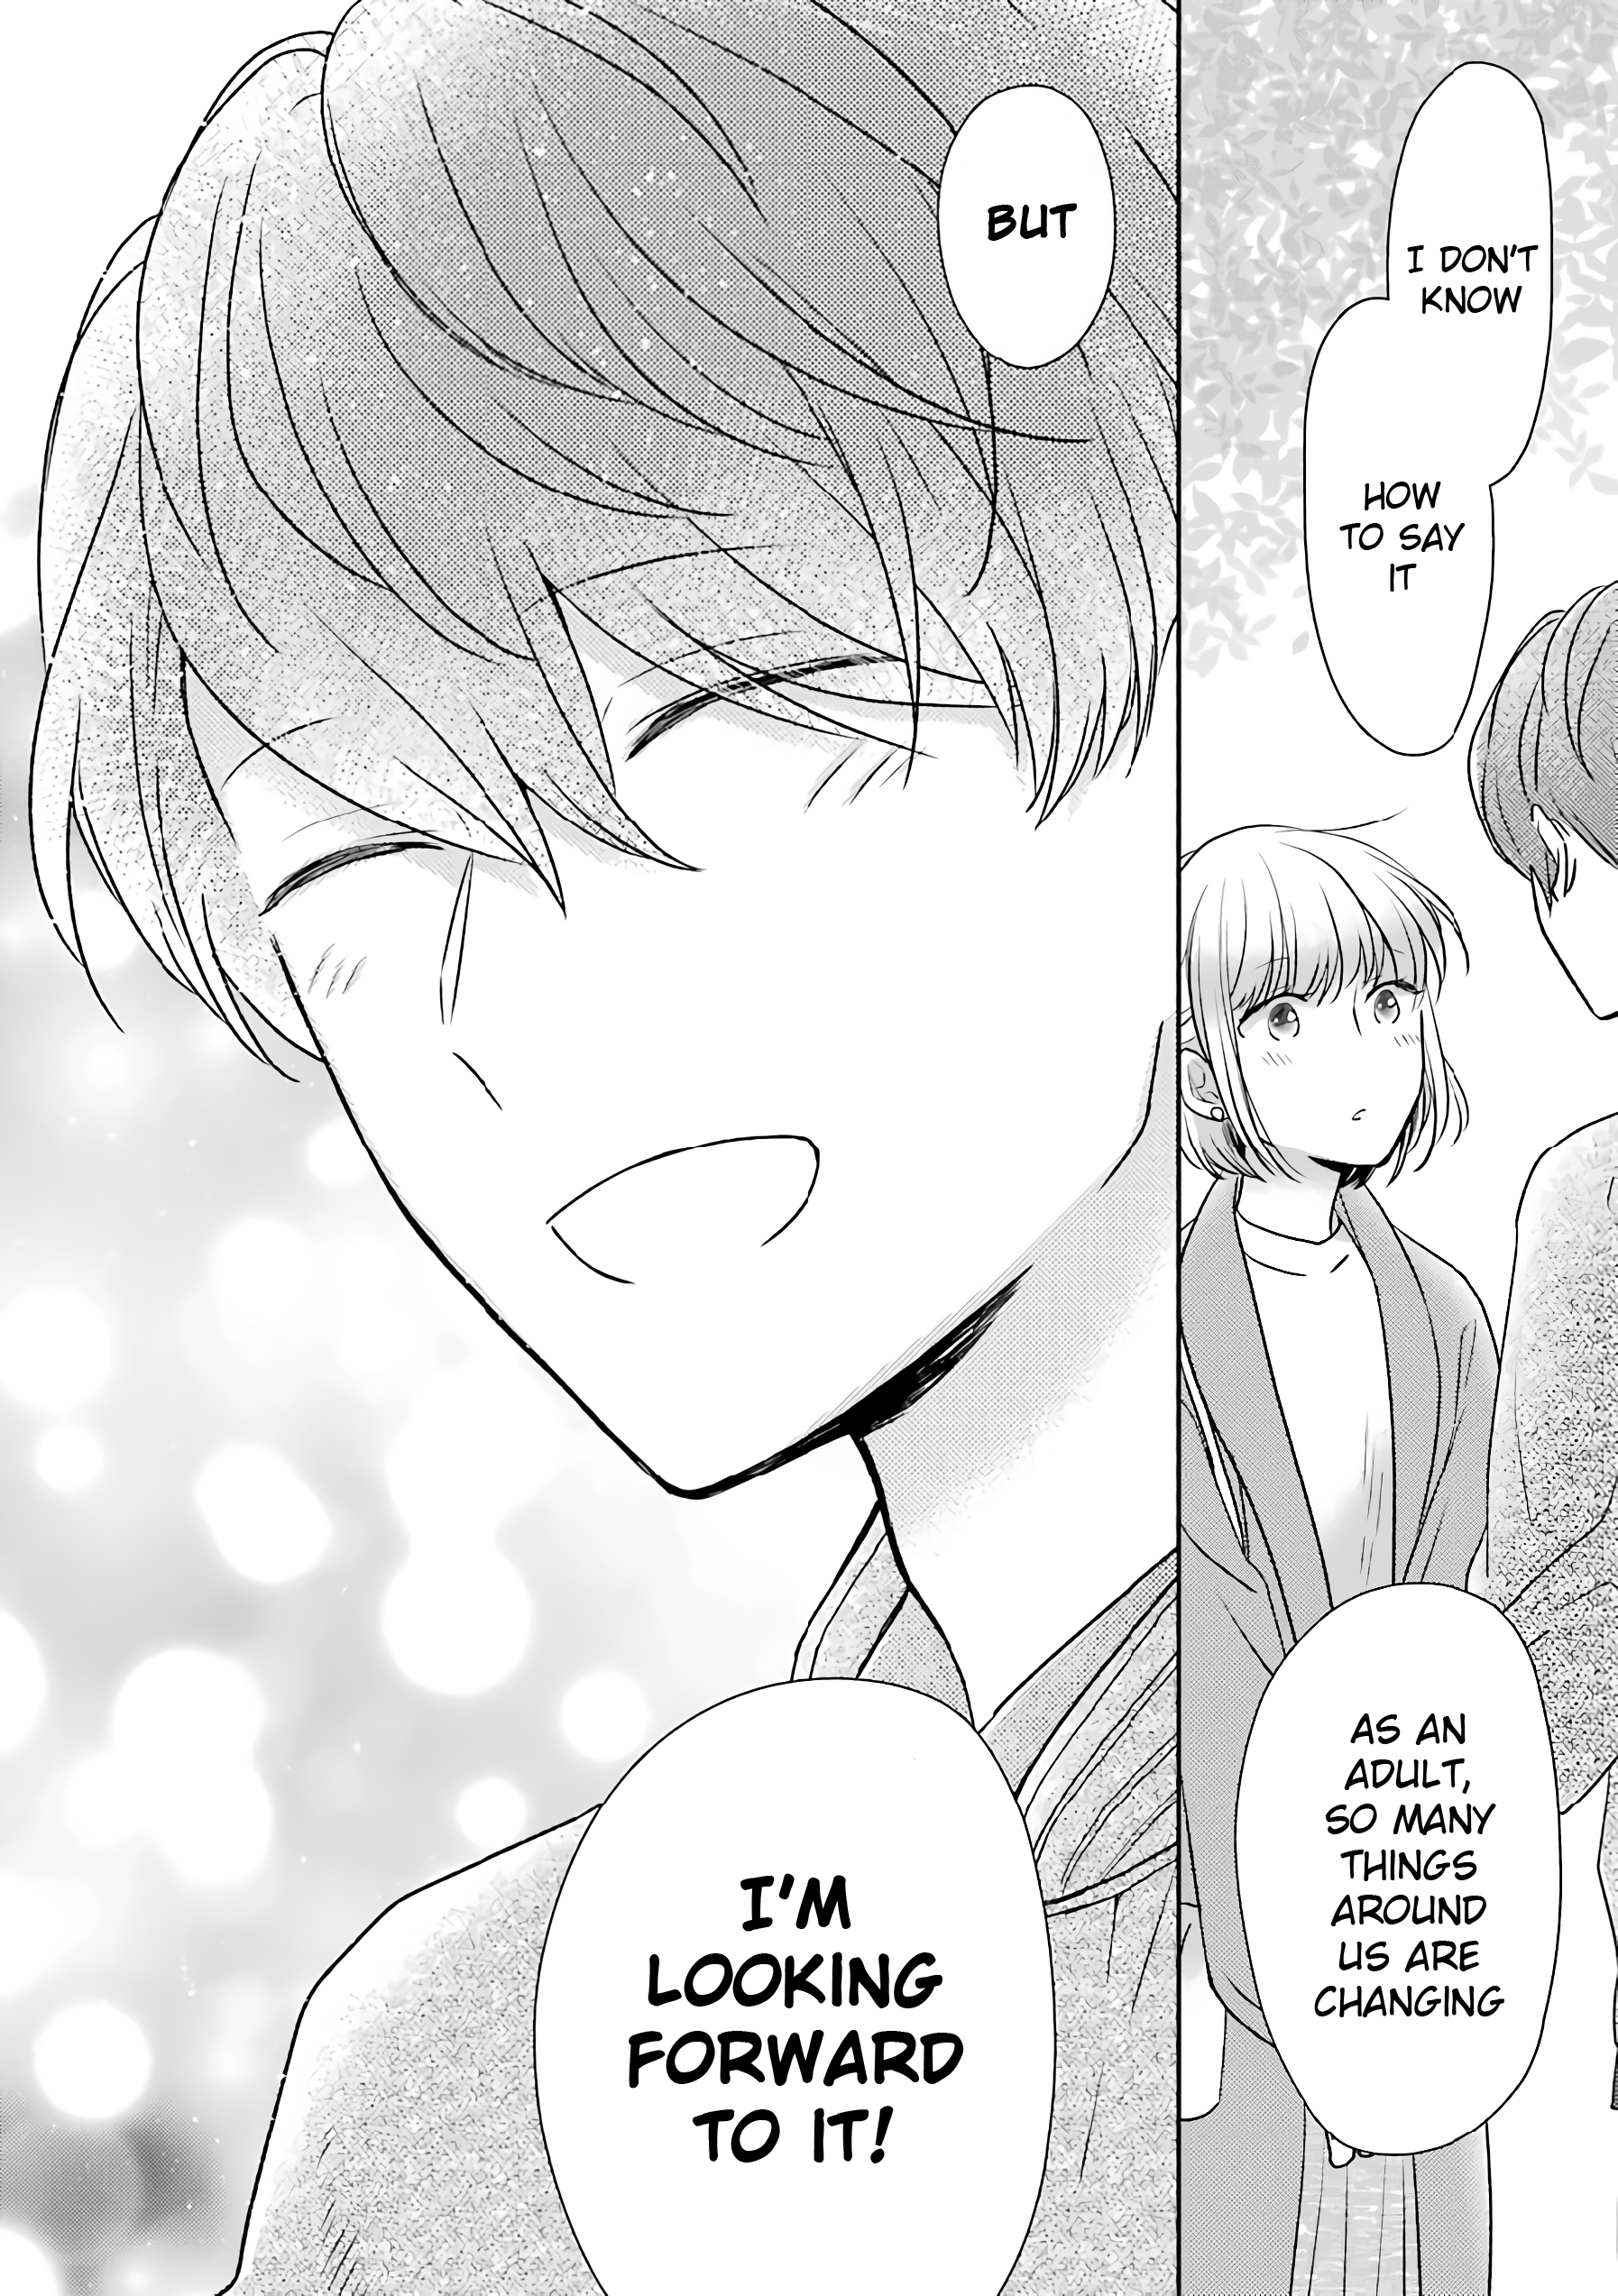 I DON'T
KNOW
HOW
TO SAY
IT
AS AN
ADULT,
SO MANY
THINGS
AROUND
US ARE
CHANGING
BUT
I'M
LOOKING
FORWARD
TO IT!